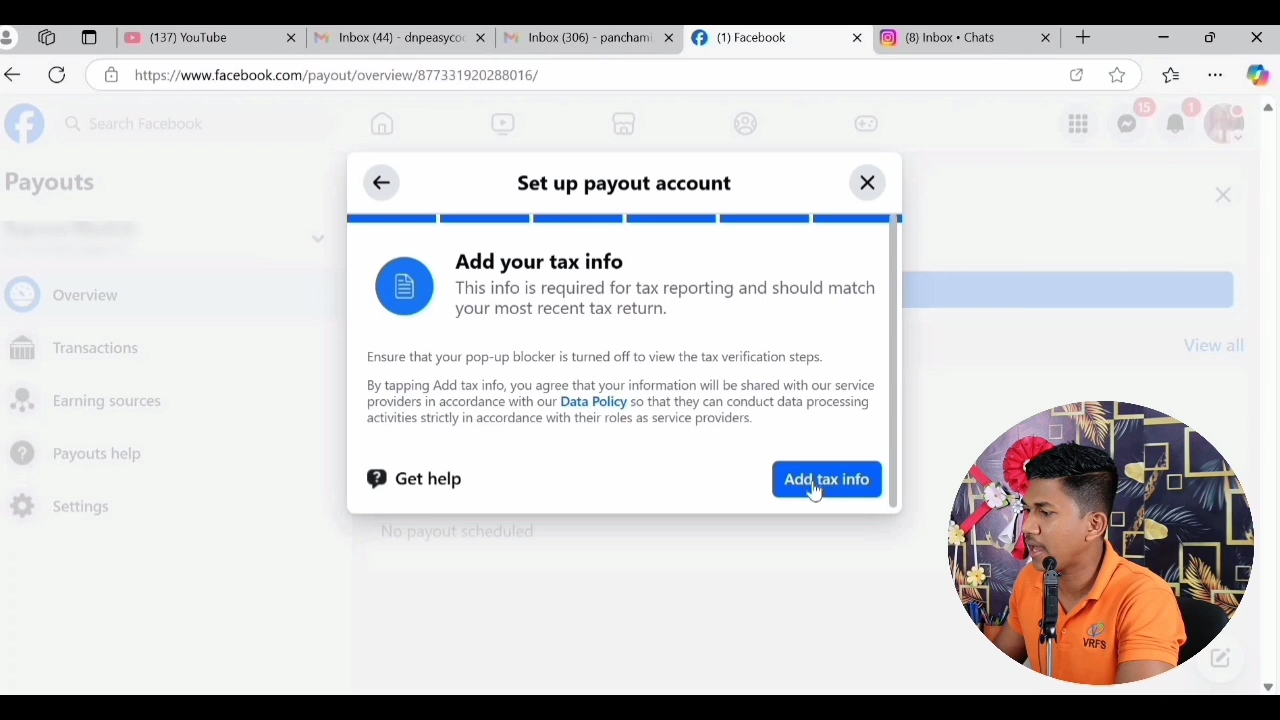 (137) YouTube
Inbox (44) - dnpeasycoc
Inbox (306) - panchami
(1) Facebook
(8) Inbox • Chats
https://www.facebook.com/payout/overview/877331920288016/
Search Facebook
15
1
Payouts
Overview
Transactions
Earning sources
Payouts help
Settings
Set up payout account
Add your tax info
This info is required for tax reporting and should match
your most recent tax return.
Ensure that your pop-up blocker is turned off to view the tax verification steps.
By tapping Add tax info, you agree that your information will be shared with our service
providers in accordance with our Data Policy so that they can conduct data processing
activities strictly in accordance with their roles as service providers.
Get help
Add tax info
View all
No payout scheduled
VRFS